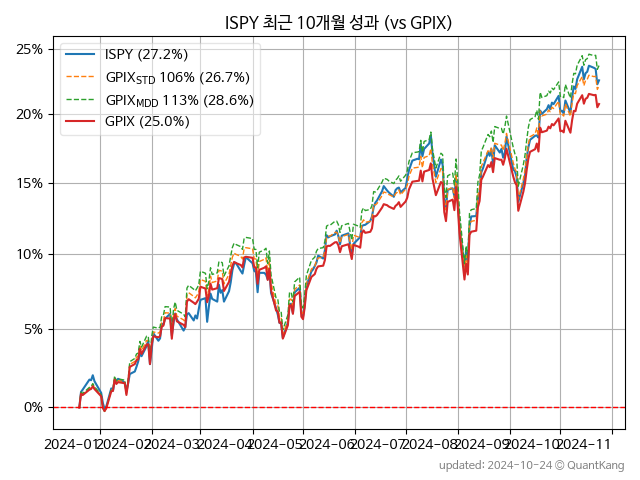 ISPY 최근 10개월 성과 (vs GPIX)
ISPY (27.2%)
GPIXSTD 106% (26.7%)
GPIXMDD 113% (28.6%)
GPIX (25.0%)
25%
20%
15%
10%
5%
0%
2024-01 2024-02 2024-03 2024-04 2024-05 2024-06 2024-07 2024-08 2024-09 2024-10 2024-11
updated: 2024-10-24 © QuantKang